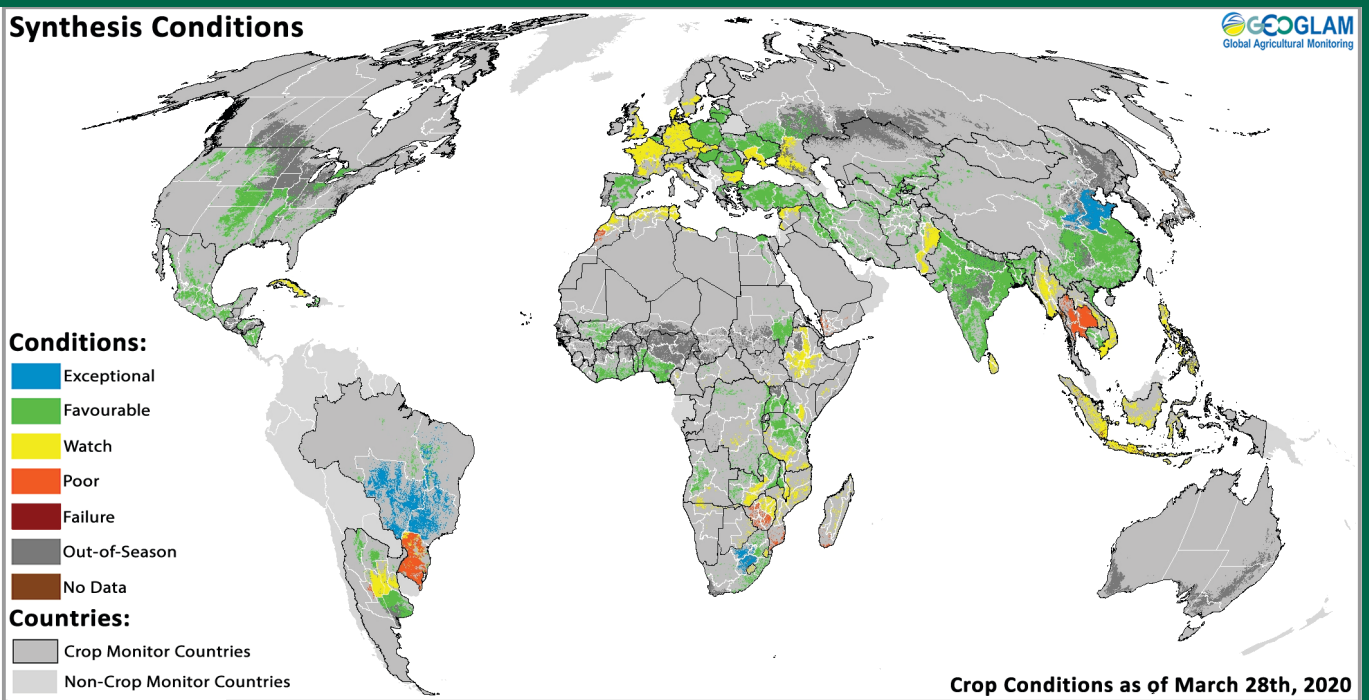 Synthesis Conditions
GEOGLAM
Global Agricultural Monitoring
Conditions:
Exceptional
Favourable
Watch
Poor
Failure
Out-of-Season
No Data
Countries:
Crop Monitor Countries
Non-Crop Monitor Countries
Crop Conditions as of March 28th, 2020